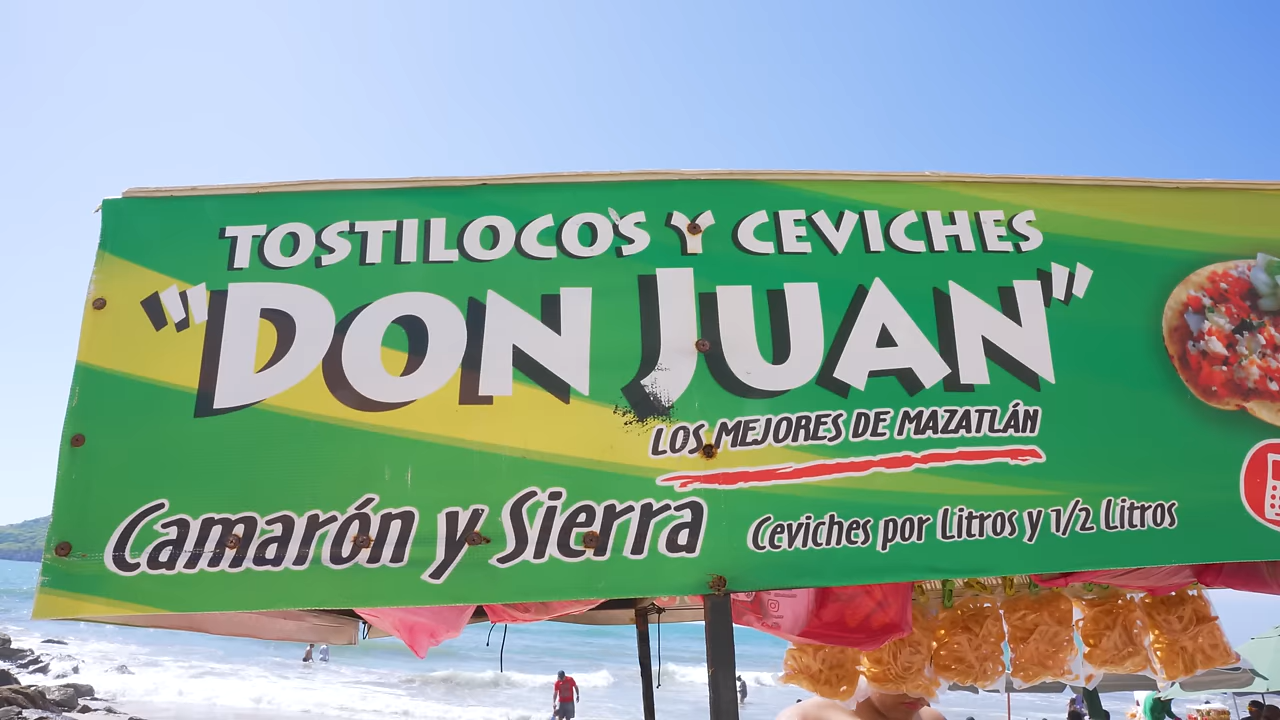 TOSTILOCO'S Y CEVICHES
"DON JUAN"
LOS MEJORES DE MAZATLÁN
Camarón y Sierra
Ceviches por Litros y 1/2 Litros